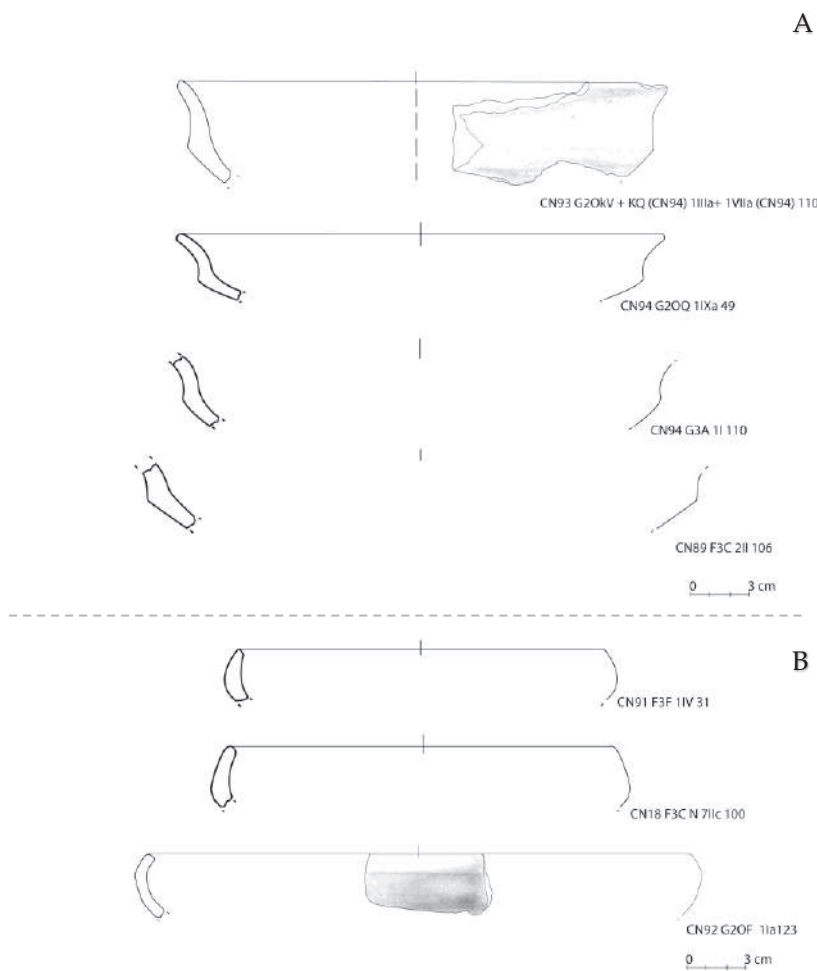 A
CN93 G2OkV + KQ (CN94) 1IIIa+ 1VIIa (CN94) 110
CN94 G2OQ 1IXa 49
CN94 G3A 1I 110
CN89 F3C 2II 106
0 3 cm
B
CN91 F3F 1IV 31
CN18 F3C N 7IIc 100
CN92 G2OF 1Ia123
0 3 cm